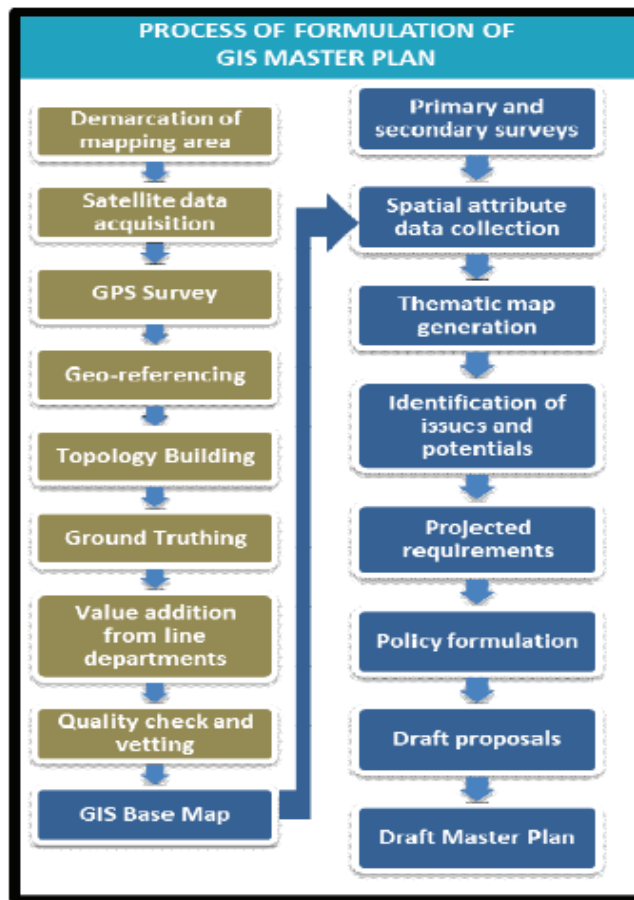 PROCESS OF FORMULATION OF
GIS MASTER PLAN
Demarcation of
mapping area
Satellite data
acquisition
GPS Survey
Geo-referencing
Topology Building
Ground Truthing
Value addition
from line
departments
Quality check and
vetting
GIS Base Map
Primary and
secondary surveys
Spatial attribute
data collection
Thematic map
generation
Identification of
issues and
potentials
Projected
requirements
Policy formulation
Draft proposals
Draft Master Plan